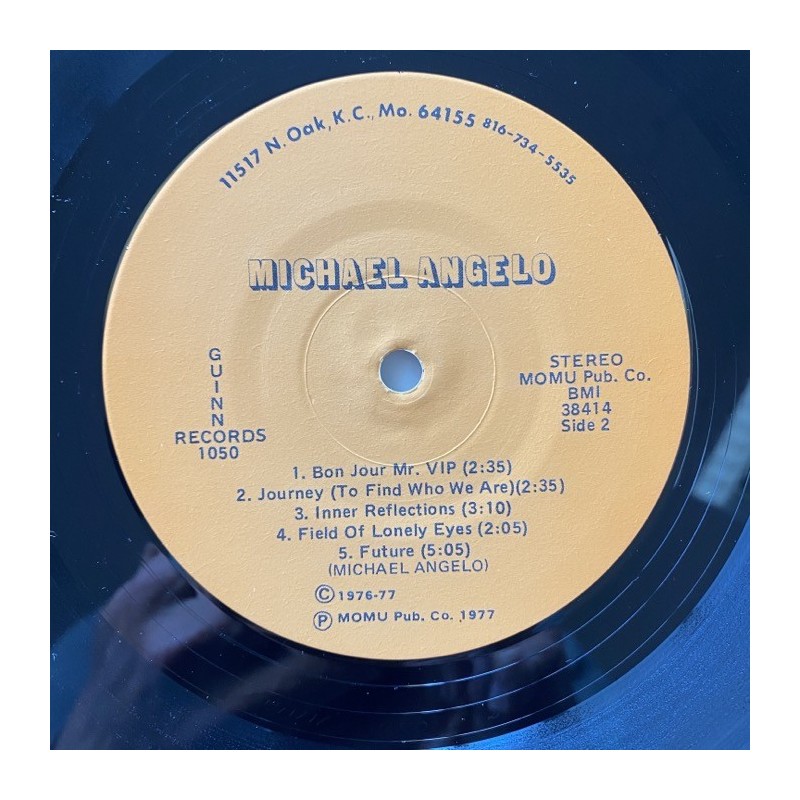 11517 N. Oak, K.C., Mo. 64155 816-734-5535
MICHAEL ANGELO
GUINN
RECORDS
1050
STEREO
MOMU Pub. Co.
BMI
38414
Side 2
1. Bon Jour Mr. VIP (2:35)
2. Journey (To Find Who We Are)(2:35)
3. Inner Reflections (3:10)
4. Field Of Lonely Eyes (2:05)
5. Future (5:05)
(MICHAEL ANGELO)
© 1976-77
℗ MOMU Pub. Co. 1977